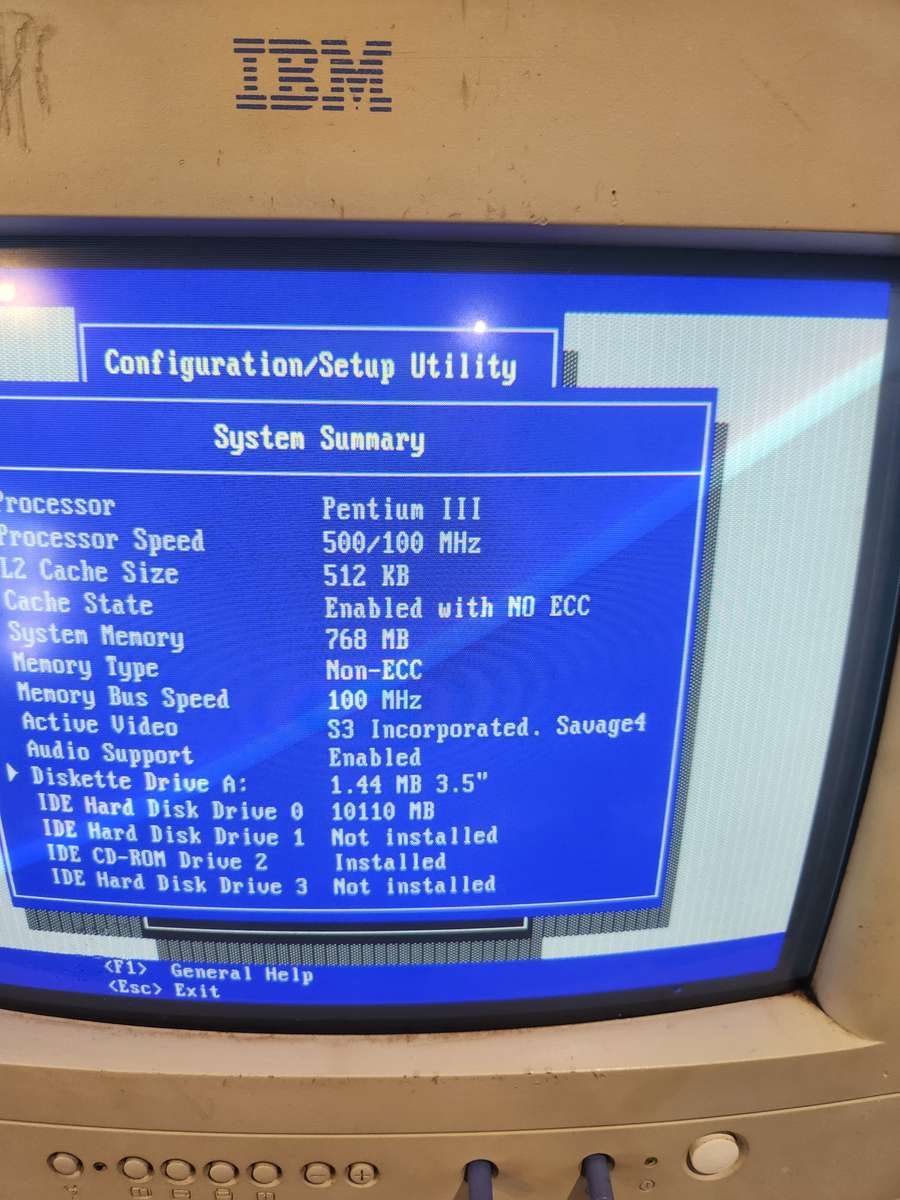 IBM
Configuration/Setup Utility
System Summary
Processor Pentium III
Processor Speed 500/100 MHz
L2 Cache Size 512 KB
Cache State Enabled with NO ECC
System Memory 768 MB
Memory Type Non-ECC
Memory Bus Speed 100 MHz
Active Video S3 Incorporated. Savage4
Audio Support Enabled
Diskette Drive A: 1.44 MB 3.5"
IDE Hard Disk Drive 0 10110 MB
IDE Hard Disk Drive 1 Not installed
IDE CD-ROM Drive 2 Installed
IDE Hard Disk Drive 3 Not installed
<F1> General Help
<Esc> Exit